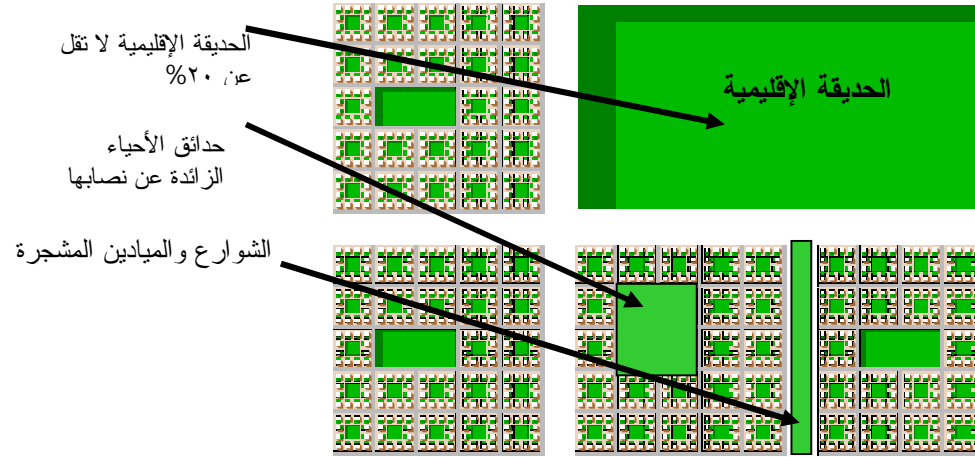 الحديقة الإقليمية لا تقل
عن ٢٠%
الحديقة الإقليمية
حدائق الأحياء
الزائدة عن نصابها
الشوارع والميادين المشجرة